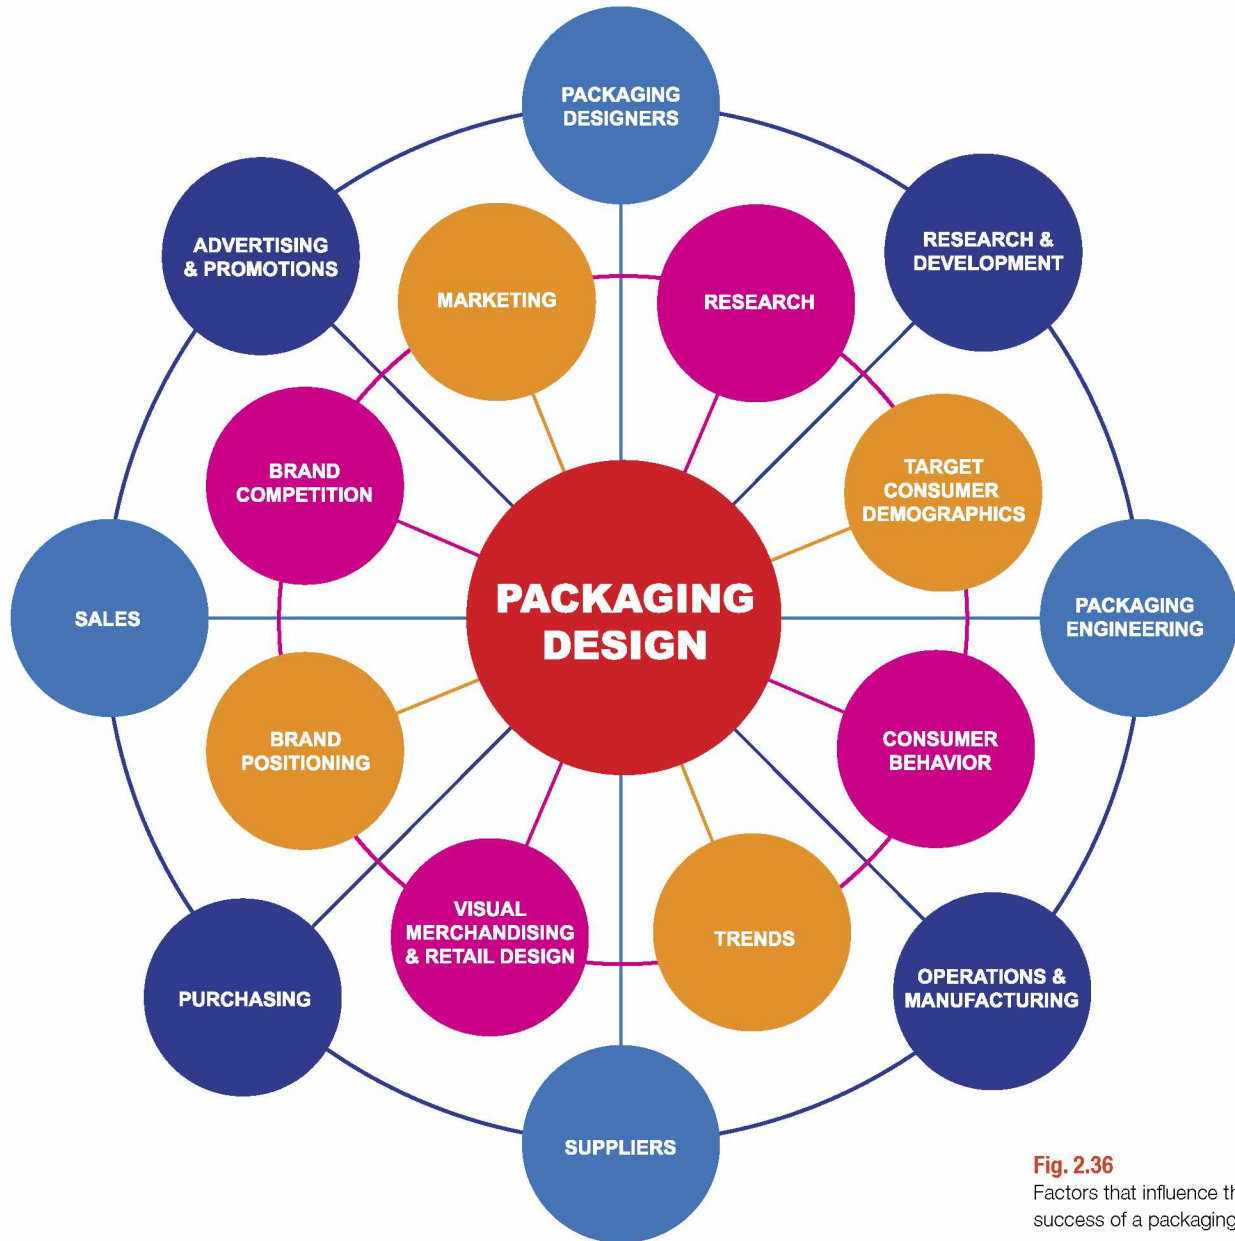 PACKAGING
DESIGNERS
ADVERTISING
& PROMOTIONS
RESEARCH &
DEVELOPMENT
MARKETING
RESEARCH
BRAND
COMPETITION
TARGET
CONSUMER
DEMOGRAPHICS
SALES
PACKAGING
DESIGN
PACKAGING
ENGINEERING
BRAND
POSITIONING
CONSUMER
BEHAVIOR
VISUAL
MERCHANDISING
& RETAIL DESIGN
TRENDS
PURCHASING
OPERATIONS &
MANUFACTURING
SUPPLIERS
Fig. 2.36
Factors that influence
success of a packaging